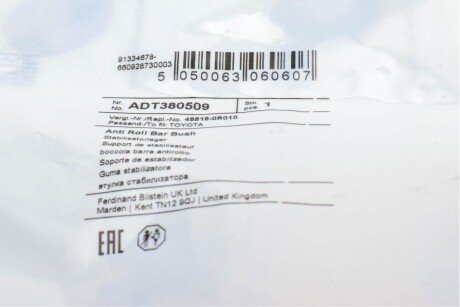 91334678-
660928730003
5 050063 060607
Nr.
No. ADT380509
Stk.
pcs. 1
Vergl.-Nr./Repl.-No. 48818-0R010
Passend:/To fit: TOYOTA
Anti Roll Bar Bush
Stabilisatorlager
Support de stabilisateur
boccola barra antirollio
Soporte de estabilizador
Guma stabilizatora
втулка стабилизатора
Ferdinand Bilstein UK Ltd
Marden | Kent TN12 9QJ | United Kingdom
EAC